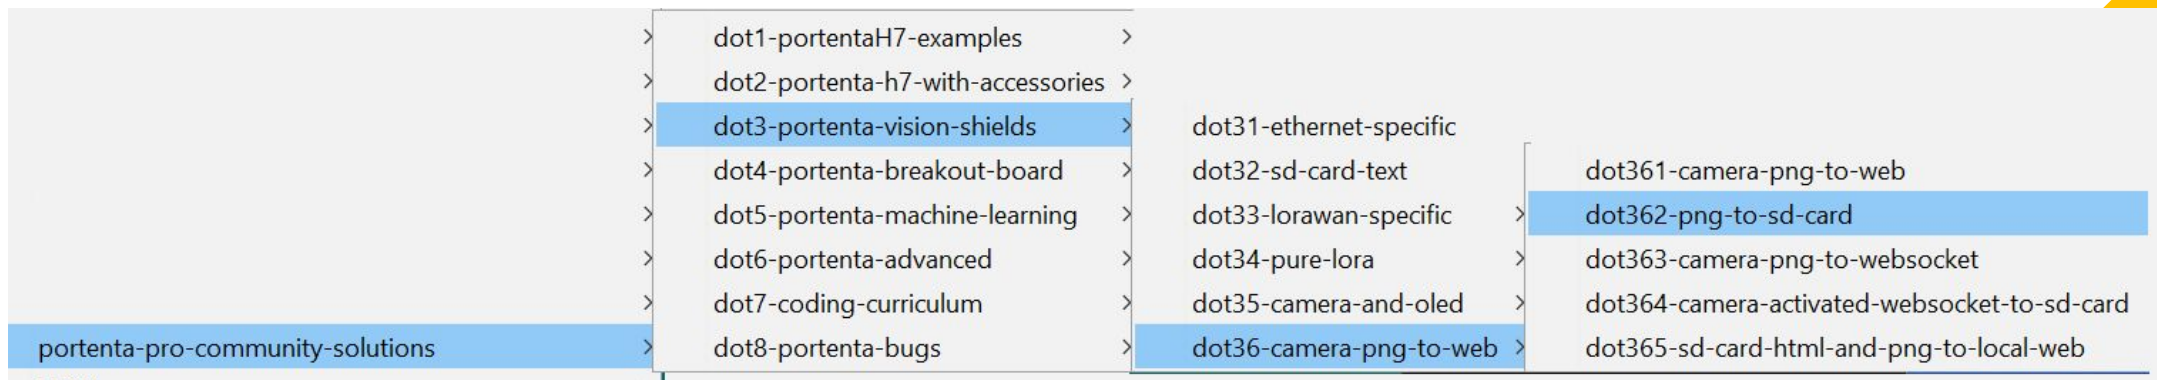 dot1-portentaH7-examples
dot2-portenta-h7-with-accessories
dot3-portenta-vision-shields
dot4-portenta-breakout-board
dot5-portenta-machine-learning
dot6-portenta-advanced
dot7-coding-curriculum
portenta-pro-community-solutions
dot8-portenta-bugs
dot31-ethernet-specific
dot32-sd-card-text
dot33-lorawan-specific
dot34-pure-lora
dot35-camera-and-oled
dot36-camera-png-to-web
dot361-camera-png-to-web
dot362-png-to-sd-card
dot363-camera-png-to-websocket
dot364-camera-activated-websocket-to-sd-card
dot365-sd-card-html-and-png-to-local-web